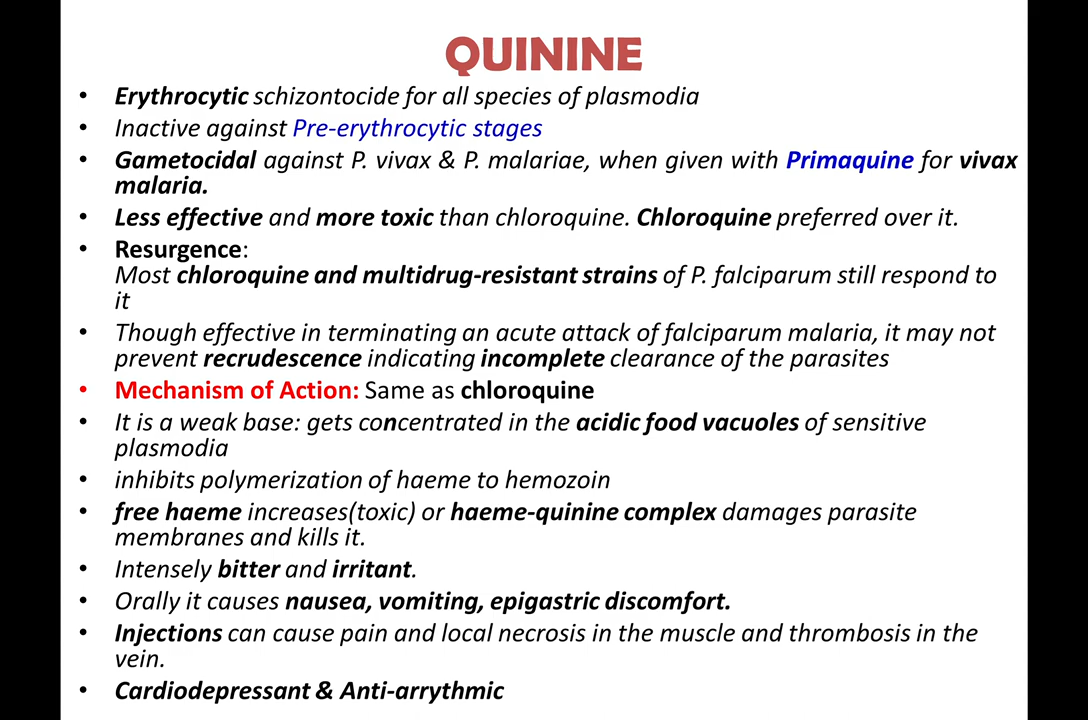 QUININE
• Erythrocytic schizontocide for all species of plasmodia
• Inactive against Pre-erythrocytic stages
• Gametocidal against P. vivax & P. malariae, when given with Primaquine for vivax
malaria.
• Less effective and more toxic than chloroquine. Chloroquine preferred over it.
• Resurgence:
Most chloroquine and multidrug-resistant strains of P. falciparum still respond to
it
• Though effective in terminating an acute attack of falciparum malaria, it may not
prevent recrudescence indicating incomplete clearance of the parasites
• Mechanism of Action: Same as chloroquine
• It is a weak base: gets concentrated in the acidic food vacuoles of sensitive
plasmodia
• inhibits polymerization of haeme to hemozoin
• free haeme increases(toxic) or haeme-quinine complex damages parasite
membranes and kills it.
• Intensely bitter and irritant.
• Orally it causes nausea, vomiting, epigastric discomfort.
• Injections can cause pain and local necrosis in the muscle and thrombosis in the
vein.
• Cardiodepressant & Anti-arrythmic